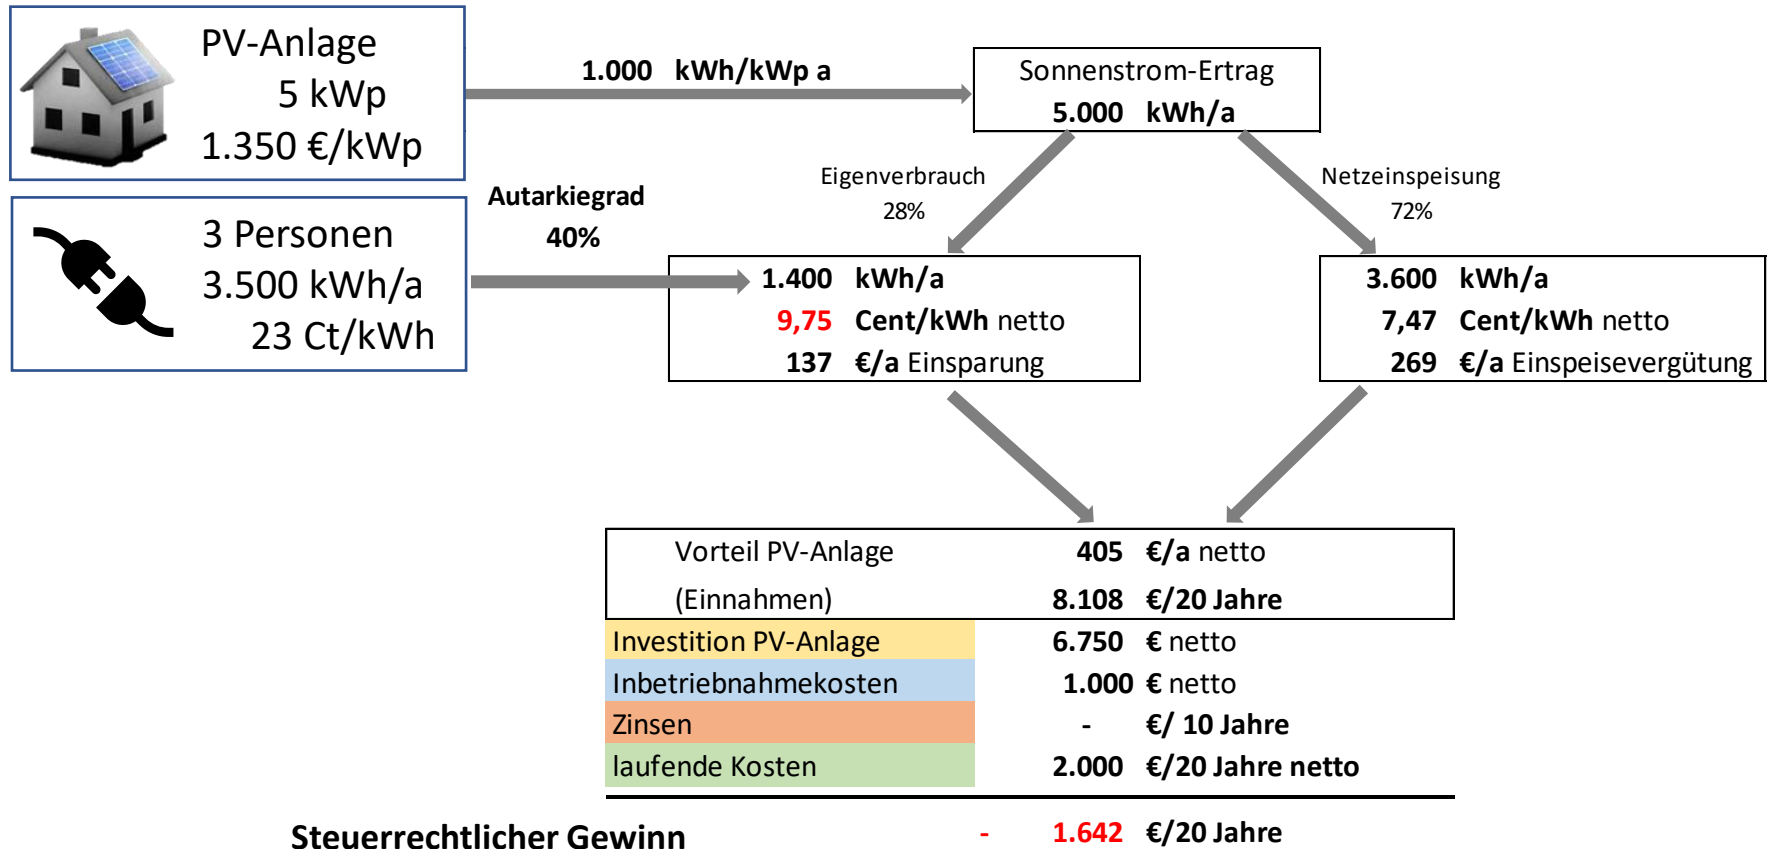 PV-Anlage
5 kWp
1.350 €/kWp
1.000 kWh/kWp a
Sonnenstrom-Ertrag
5.000 kWh/a
Eigenverbrauch
28%
Netzeinspeisung
72%
3 Personen
3.500 kWh/a
23 Ct/kWh
Autarkiegrad
40%
1.400 kWh/a
9,75 Cent/kWh netto
137 €/a Einsparung
3.600 kWh/a
7,47 Cent/kWh netto
269 €/a Einspeisevergütung
Vorteil PV-Anlage 405 €/a netto
(Einnahmen) 8.108 €/20 Jahre
Investition PV-Anlage 6.750 € netto
Inbetriebnahmekosten 1.000 € netto
Zinsen - €/ 10 Jahre
laufende Kosten 2.000 €/20 Jahre netto
Steuerrechtlicher Gewinn - 1.642 €/20 Jahre